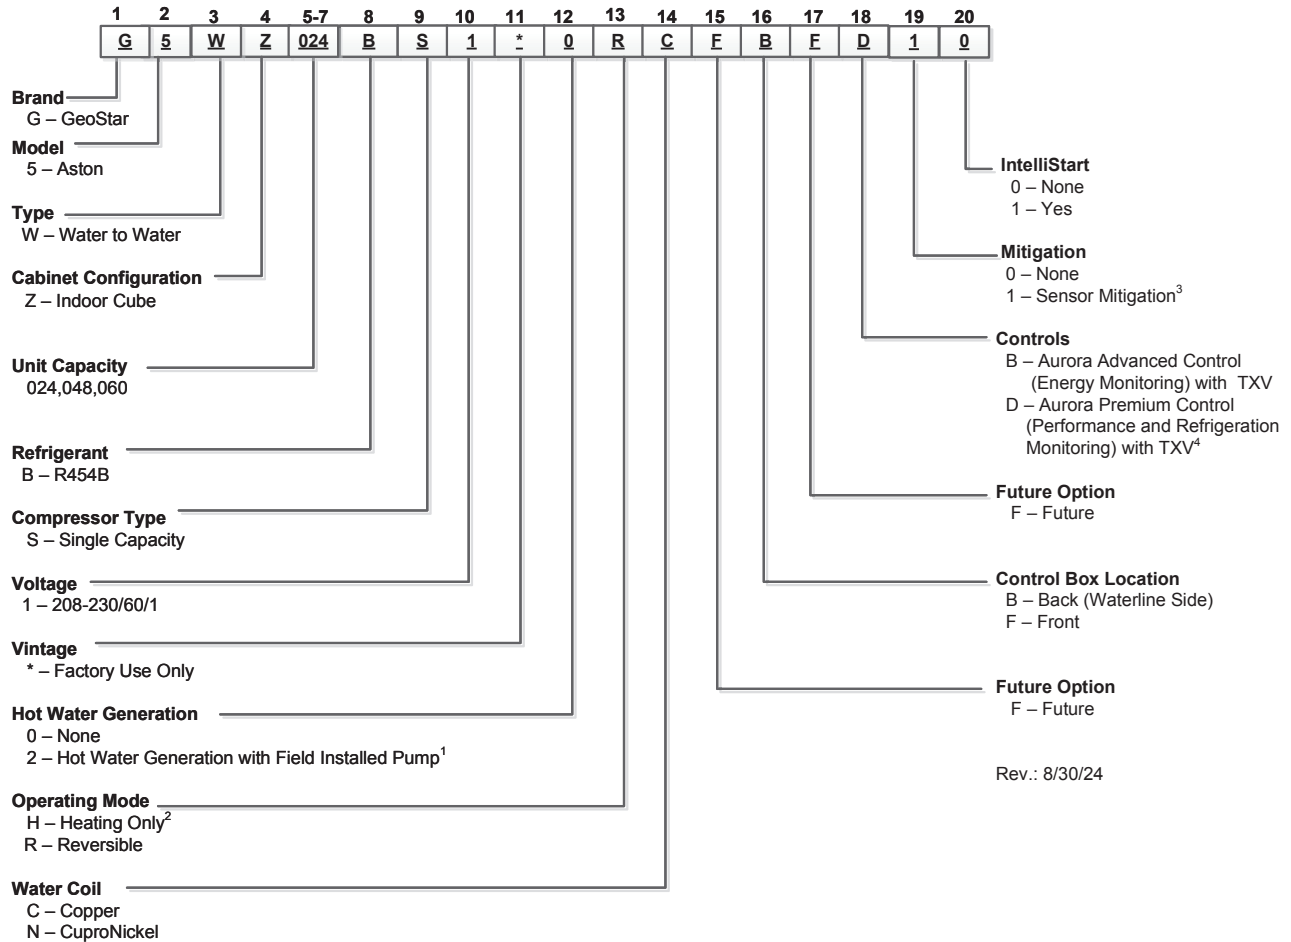 1 2 3 4 5-7 8 9 10 11 12 13 14 15 16 17 18 19 20
G 5 W Z 024 B S 1 * 0 R C F B F D 1 0
Brand
G – GeoStar
Model
5 – Aston
Type
W – Water to Water
Cabinet Configuration
Z – Indoor Cube
Unit Capacity
024,048,060
Refrigerant
B – R454B
Compressor Type
S – Single Capacity
Voltage
1 – 208-230/60/1
Vintage
* – Factory Use Only
Hot Water Generation
0 – None
2 – Hot Water Generation with Field Installed Pump1
Operating Mode
H – Heating Only2
R – Reversible
Water Coil
C – Copper
N – CuproNickel
IntelliStart
0 – None
1 – Yes
Mitigation
0 – None
1 – Sensor Mitigation3
Controls
B – Aurora Advanced Control
(Energy Monitoring) with TXV
D – Aurora Premium Control
(Performance and Refrigeration
Monitoring) with TXV4
Future Option
F – Future
Control Box Location
B – Back (Waterline Side)
F – Front
Future Option
F – Future
Rev.: 8/30/24